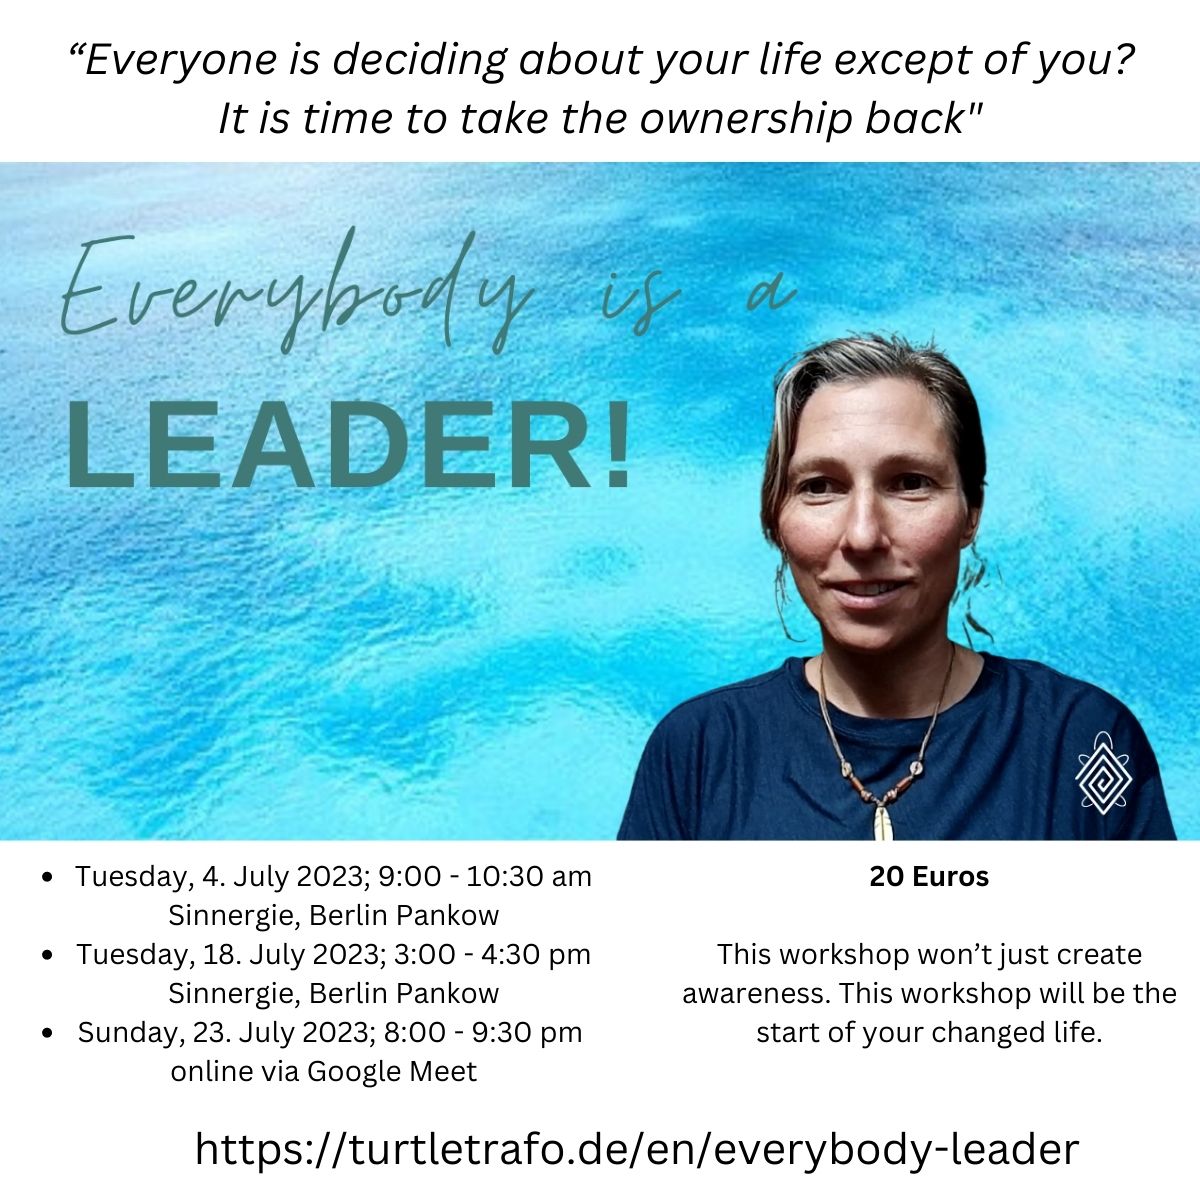 “Everyone is deciding about your life except of you?
It is time to take the ownership back"
Everybody is a
LEADER!
• Tuesday, 4. July 2023; 9:00 - 10:30 am
Sinnergie, Berlin Pankow
• Tuesday, 18. July 2023; 3:00 - 4:30 pm
Sinnergie, Berlin Pankow
• Sunday, 23. July 2023; 8:00 - 9:30 pm
online via Google Meet
20 Euros
This workshop won’t just create
awareness. This workshop will be the
start of your changed life.
https://turtletrafo.de/en/everybody-leader